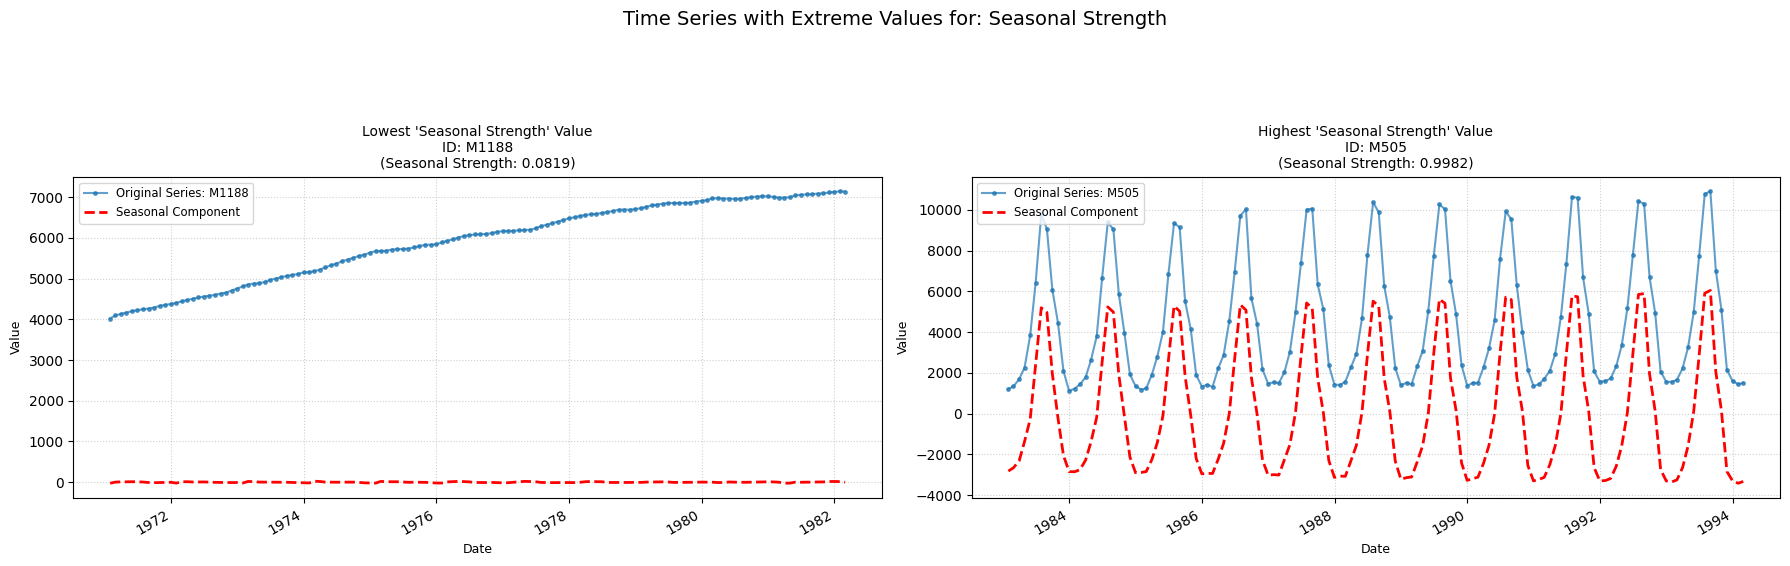 Time Series with Extreme Values for: Seasonal Strength
Lowest 'Seasonal Strength' Value
ID: M1188
(Seasonal Strength: 0.0819)
Original Series: M1188
Seasonal Component
7000
6000
5000
4000
3000
2000
1000
0
Value
1972
1974
1976
1978
1980
1982
Date
Highest 'Seasonal Strength' Value
ID: M505
(Seasonal Strength: 0.9982)
Original Series: M505
Seasonal Component
10000
8000
6000
4000
2000
0
−2000
−4000
Value
1984
1986
1988
1990
1992
1994
Date